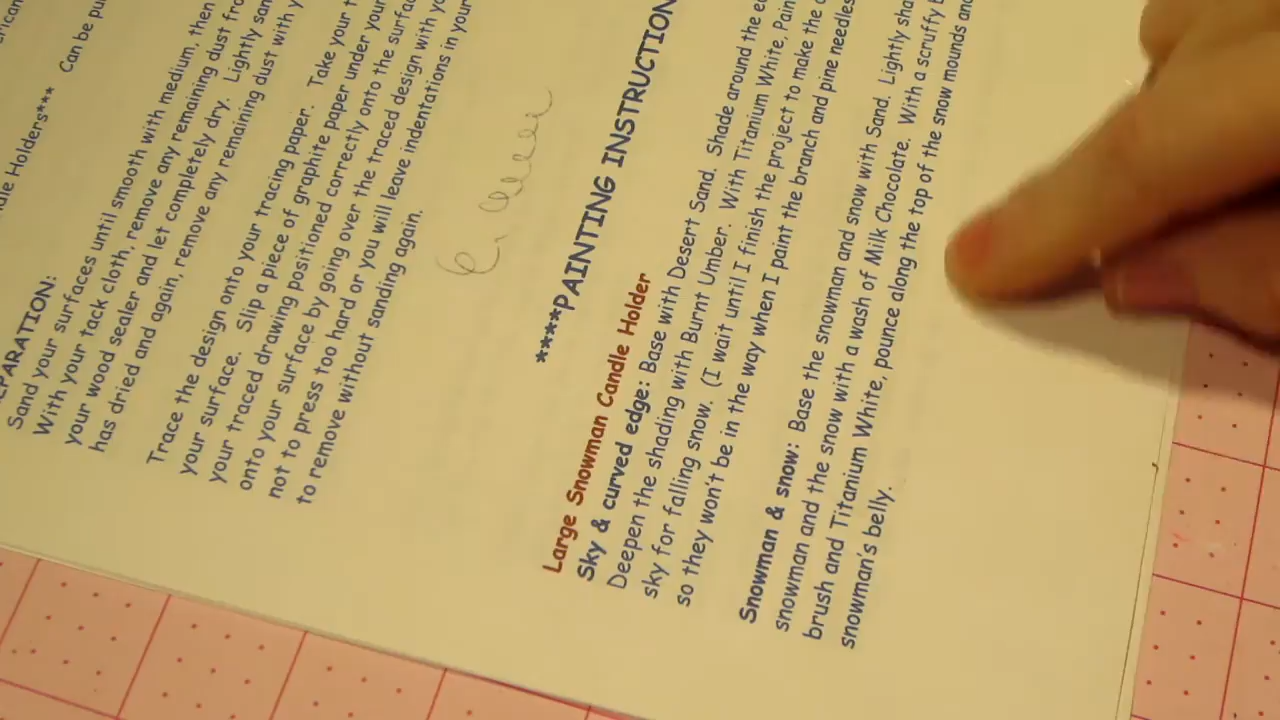 Holders*** Can be
PARATION:
Sand your surfaces until smooth with medium, then
With your tack cloth, remove any remaining dust
your wood sealer and let completely dry. Lightly
has dried and again, remove any remaining dust with
Trace the design onto your tracing paper. Take your
your surface. Slip a piece of graphite paper under your
your traced drawing positioned correctly onto the
onto your surface by going over the traced design with
not to press too hard or you will leave indentations in your
to remove without sanding again.
****PAINTING INSTRUCTION
Large Snowman Candle Holder
Sky & curved edge: Base with Desert Sand. Shade around the
Deepen the shading with Burnt Umber. With Titanium White,
sky for falling snow. (I wait until I finish the project to make the
so they won't be in the way when I paint the branch and pine needles
Snowman & snow: Base the snowman and snow with Sand. Lightly
snowman and the snow with a wash of Milk Chocolate. With a scruffy
brush and Titanium White, pounce along the top of the snow mounds and
snowman's belly.